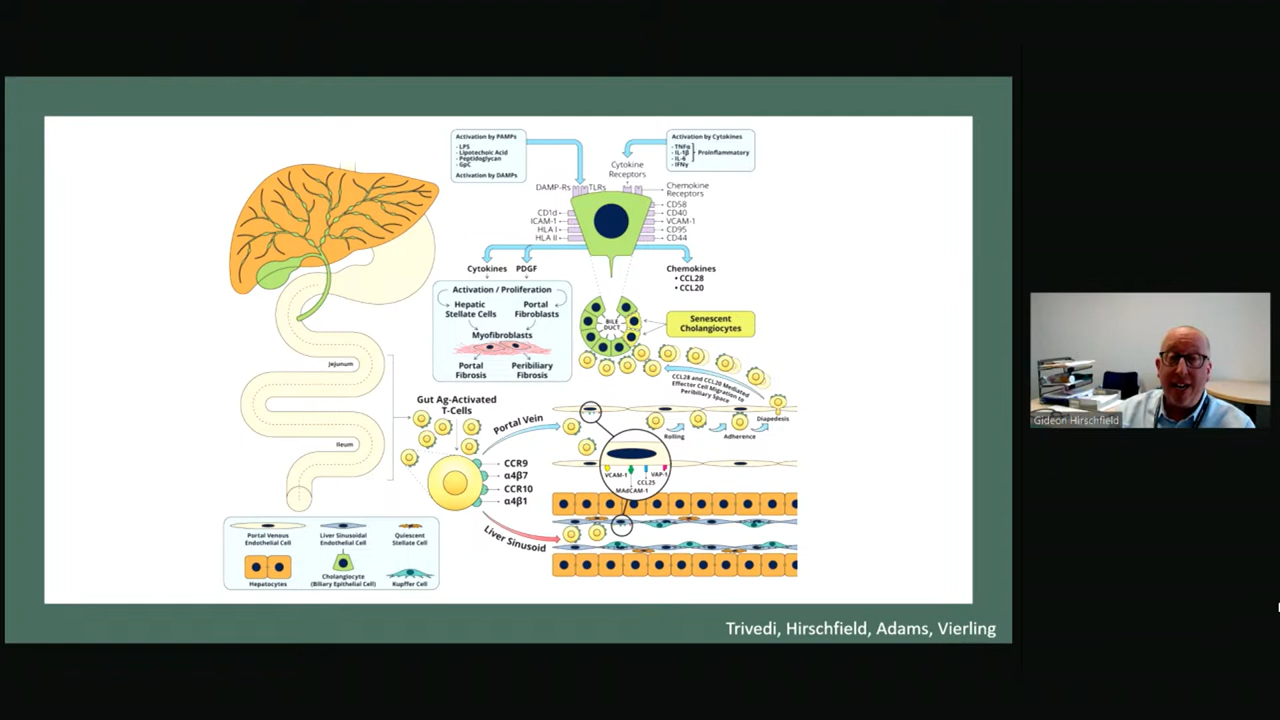 Activation by PAMPs
- LPS
- Lipotechoic Acid
- Peptidoglycan
- GpC
Activation by DAMPs
Activation by Cytokines
- TNFα
- IL-1β
- IL-6
- IFNγ
Proinflammatory
Cytokine
Receptors
DAMP-Rs
TLRs
Chemokine
Receptors
CD1d
ICAM-1
HLA I
HLA II
CD58
CD40
VCAM-1
CD95
CD44
Cytokines
PDGF
Chemokines
• CCL28
• CCL20
Activation / Proliferation
Hepatic
Stellate Cells
Portal
Fibroblasts
Myofibroblasts
Portal
Fibrosis
Peribiliary
Fibrosis
BILE
DUCT
Senescent
Cholangiocytes
CCL28 and CCL20 Mediated
Effector Cell Migration to
Peribiliary Space
Jejunum
Ileum
Gut Ag-Activated
T-Cells
Portal Vein
Rolling
Adherence
Diapedesis
CCR9
α4β7
CCR10
α4β1
VCAM-1
VAP-1
CCL25
MAdCAM-1
Liver Sinusoid
Portal Venous
Endothelial Cell
Liver Sinusoidal
Endothelial Cell
Quiescent
Stellate Cell
Hepatocytes
Cholangiocyte
(Biliary Epithelial Cell)
Kupffer Cell
Trivedi, Hirschfield, Adams, Vierling
Gideon Hirschfield